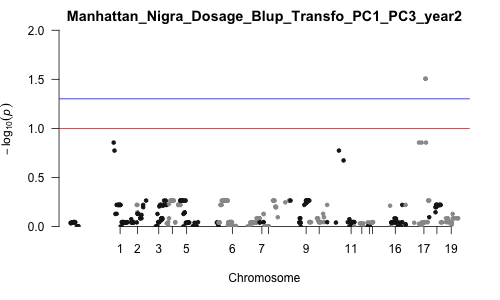 Manhattan_Nigra_Dosage_Blup_Transfo_PC1_PC3_year2
2.0
1.5
1.0
0.5
0.0
− log10(p)
1 2 3 5 6 7 9 11 16 17 19
Chromosome